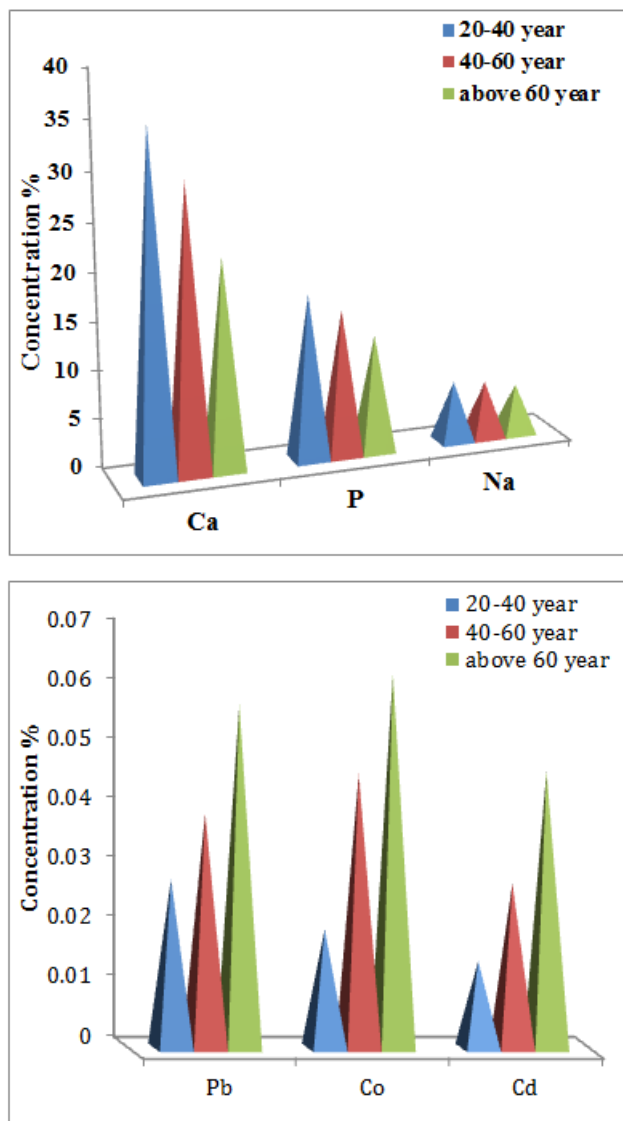 20-40 year
40-60 year
above 60 year
Concentration %
40
35
30
25
20
15
10
5
0
Ca
P
Na
20-40 year
40-60 year
above 60 year
Concentration %
0.07
0.06
0.05
0.04
0.03
0.02
0.01
0
Pb
Co
Cd